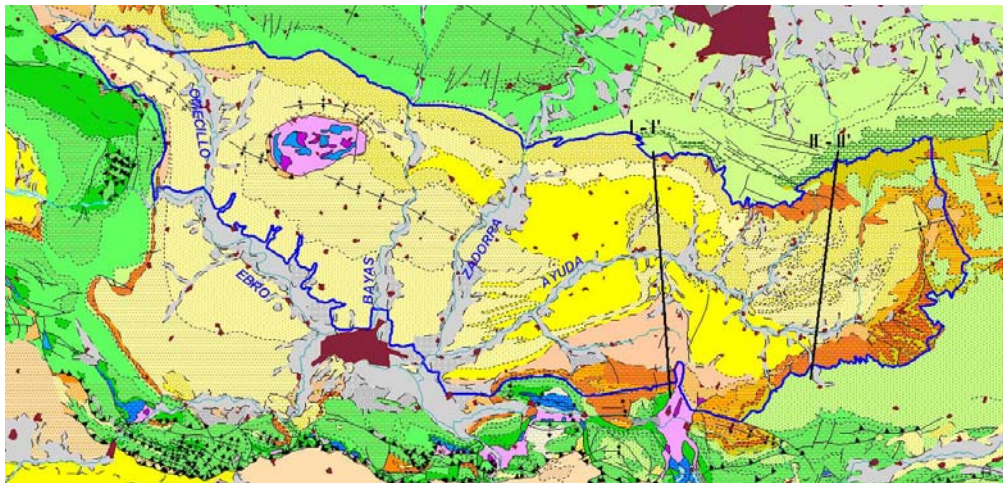 OMECILLO
EBRO
BAYAS
ZADORRA
AYUDA
I - I'
II - II'